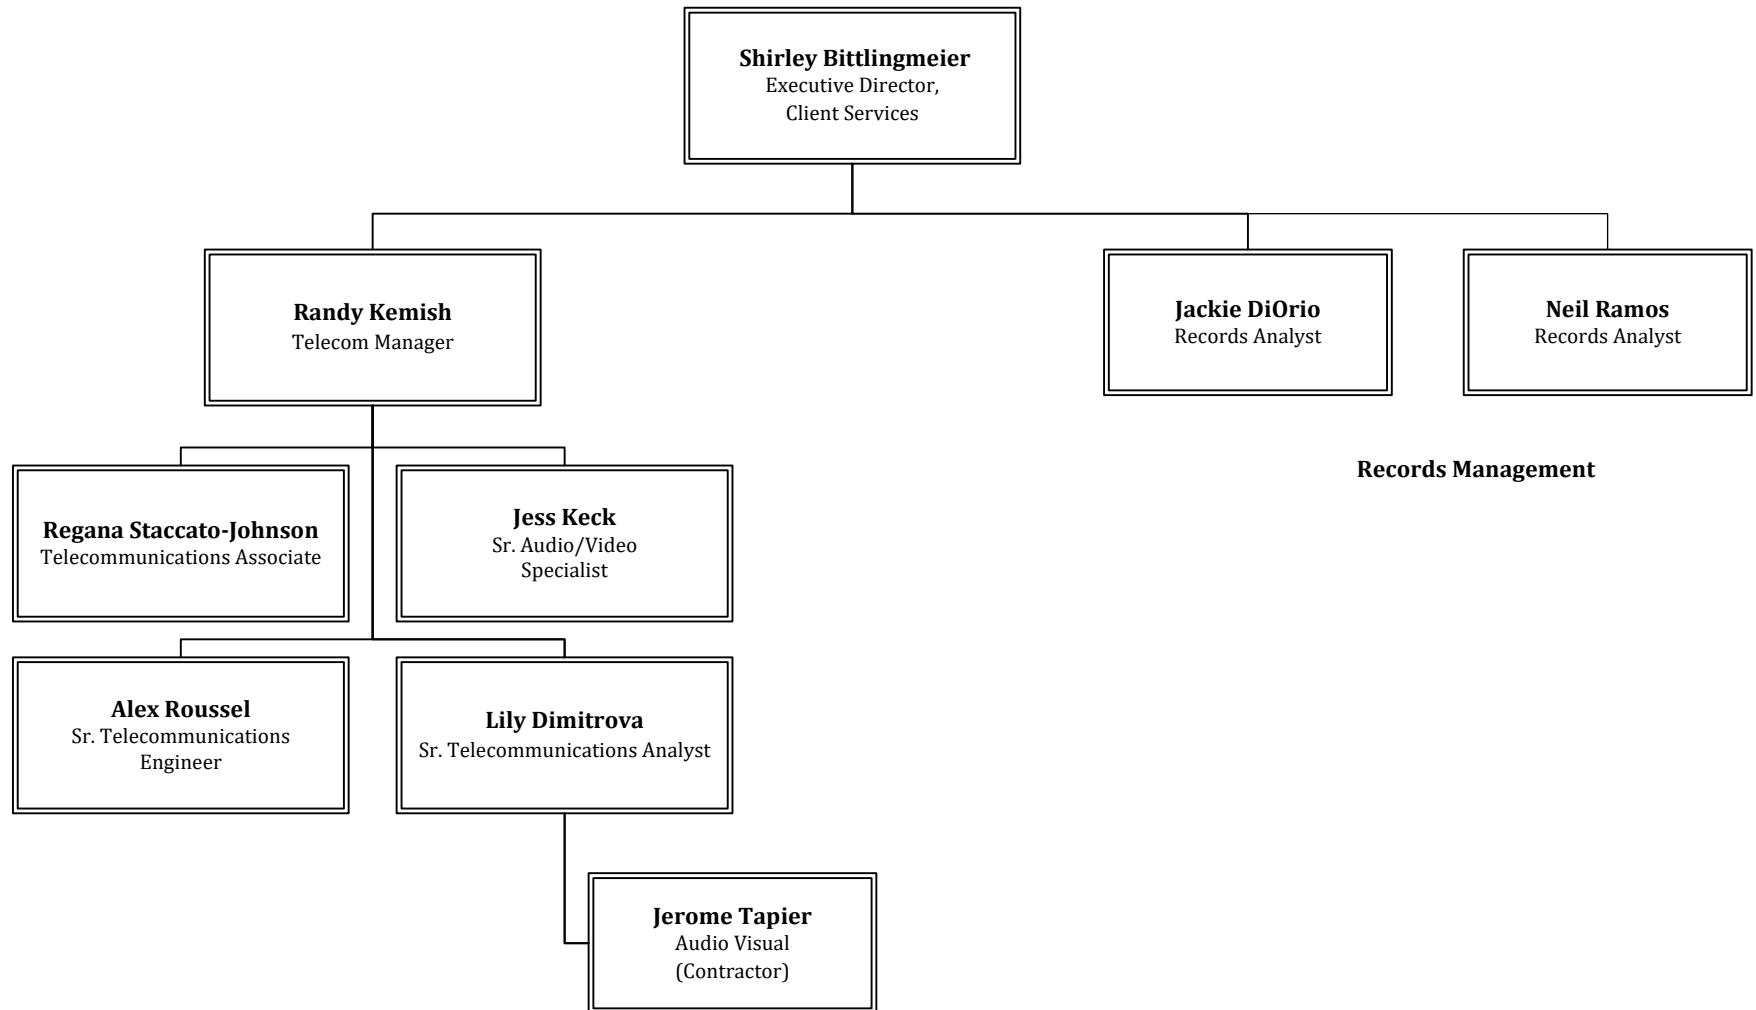 Shirley Bittlingmeier
Executive Director,
Client Services
Randy Kemish
Telecom Manager
Jackie DiOrio
Records Analyst
Neil Ramos
Records Analyst
Records Management
Regana Staccato-Johnson
Telecommunications Associate
Jess Keck
Sr. Audio/Video
Specialist
Alex Roussel
Sr. Telecommunications
Engineer
Lily Dimitrova
Sr. Telecommunications Analyst
Jerome Tapier
Audio Visual
(Contractor)